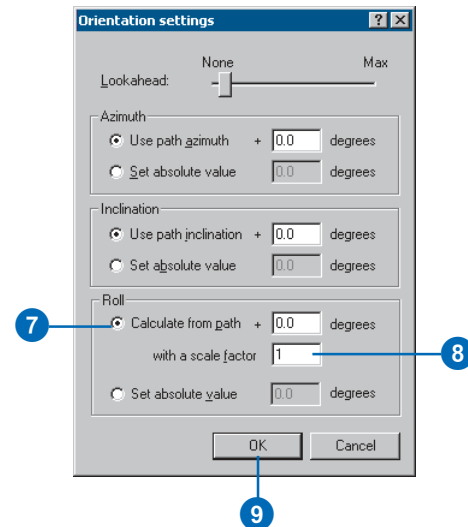 Orientation settings
None Max
Lookahead:
Azimuth
Use path azimuth + 0.0 degrees
Set absolute value 0.0 degrees
Inclination
Use path inclination + 0.0 degrees
Set absolute value 0.0 degrees
Roll
7 Calculate from path + 0.0 degrees
with a scale factor 1 8
Set absolute value 0.0 degrees
OK Cancel
9